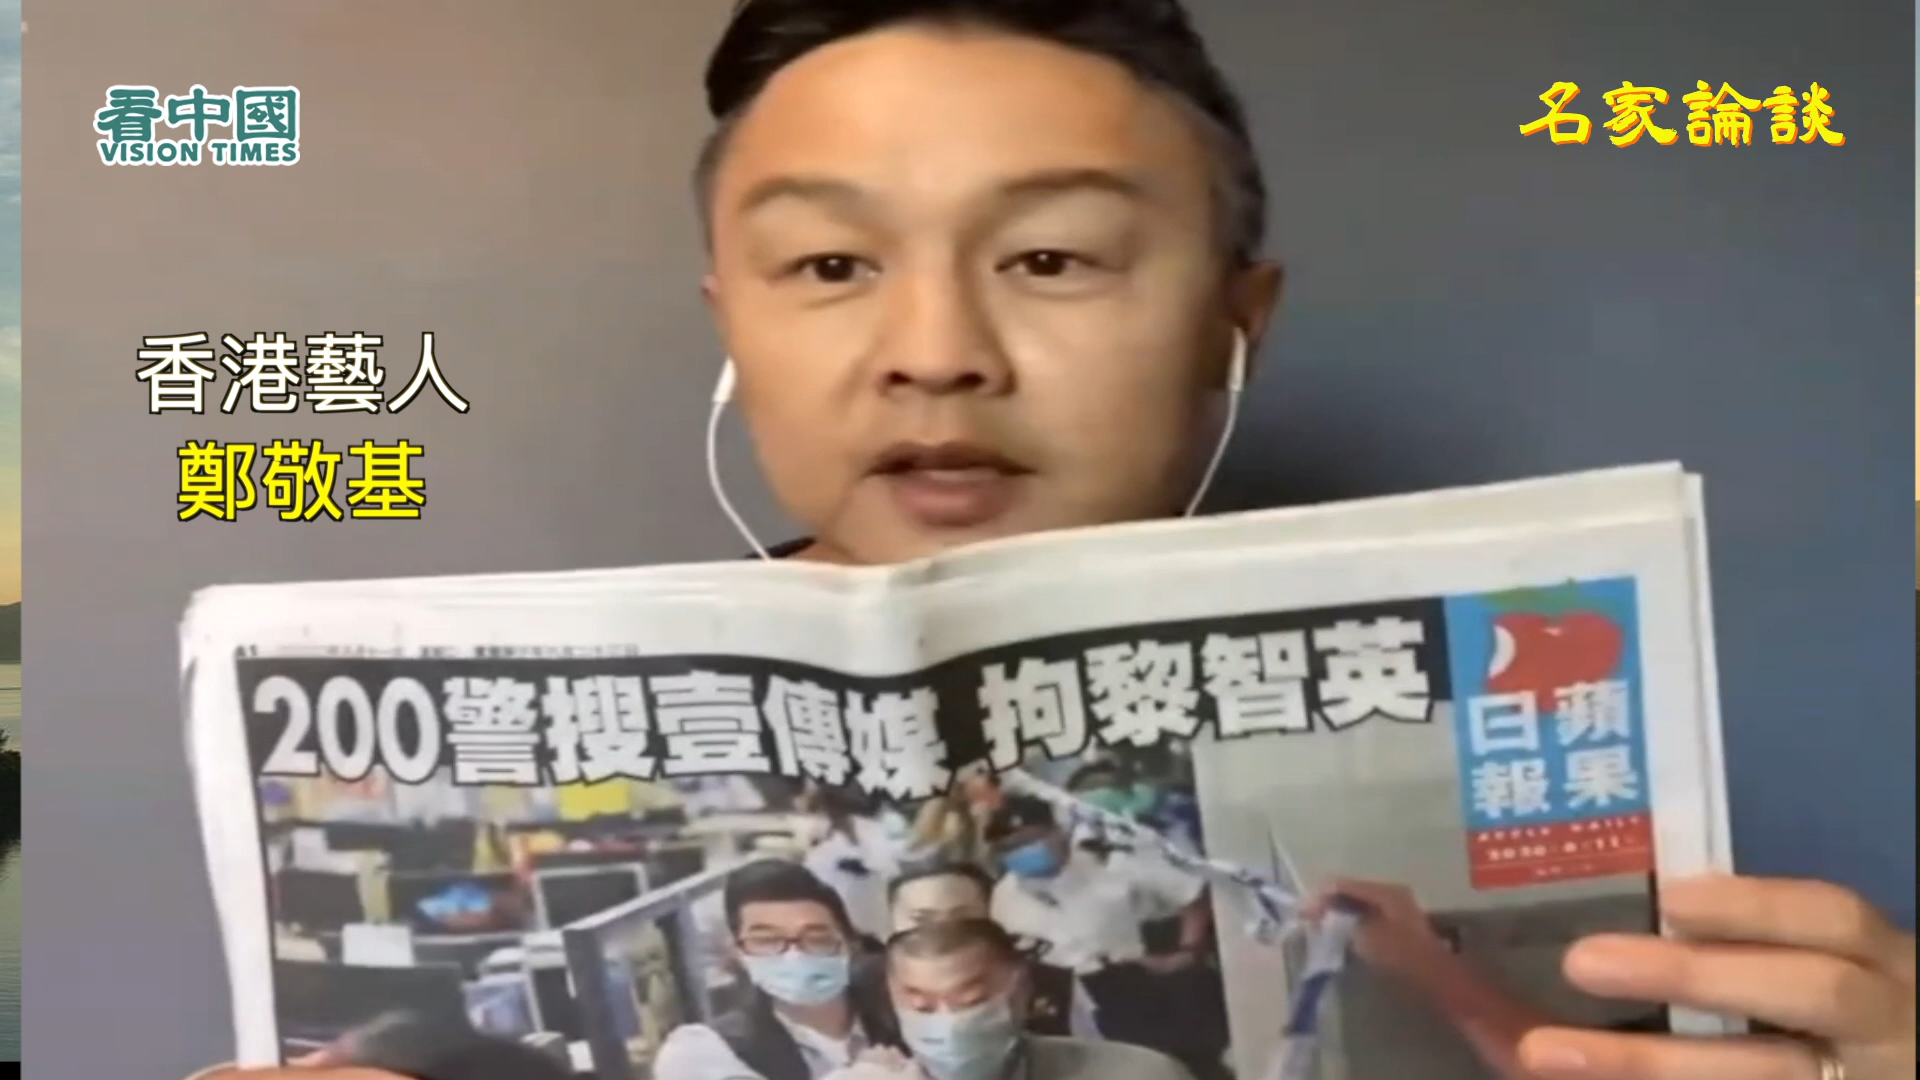 看中國
VISION TIMES
名家論談
香港藝人
鄭敬基
A1
200警搜壹傳媒 拘黎智英
蘋果
日報
APPLE DAILY